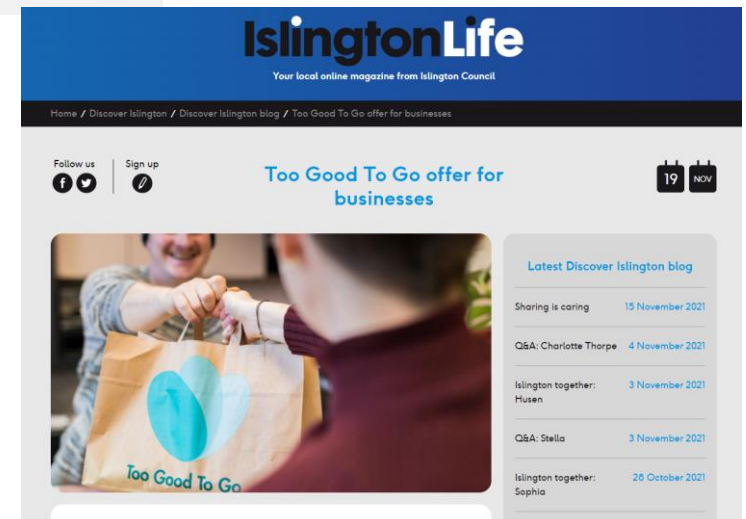 IslingtonLife
Your local online magazine from Islington Council
Home / Discover Islington / Discover Islington blog / Too Good To Go offer for businesses
Follow us
Sign up
Too Good To Go offer for
businesses
19 NOV
Too Good To Go
Latest Discover Islington blog
Sharing is caring 15 November 2021
Q&A: Charlotte Thorpe 4 November 2021
Islington together: 3 November 2021
Husen
Q&A: Stella 3 November 2021
Islington together: 28 October 2021
Sophia